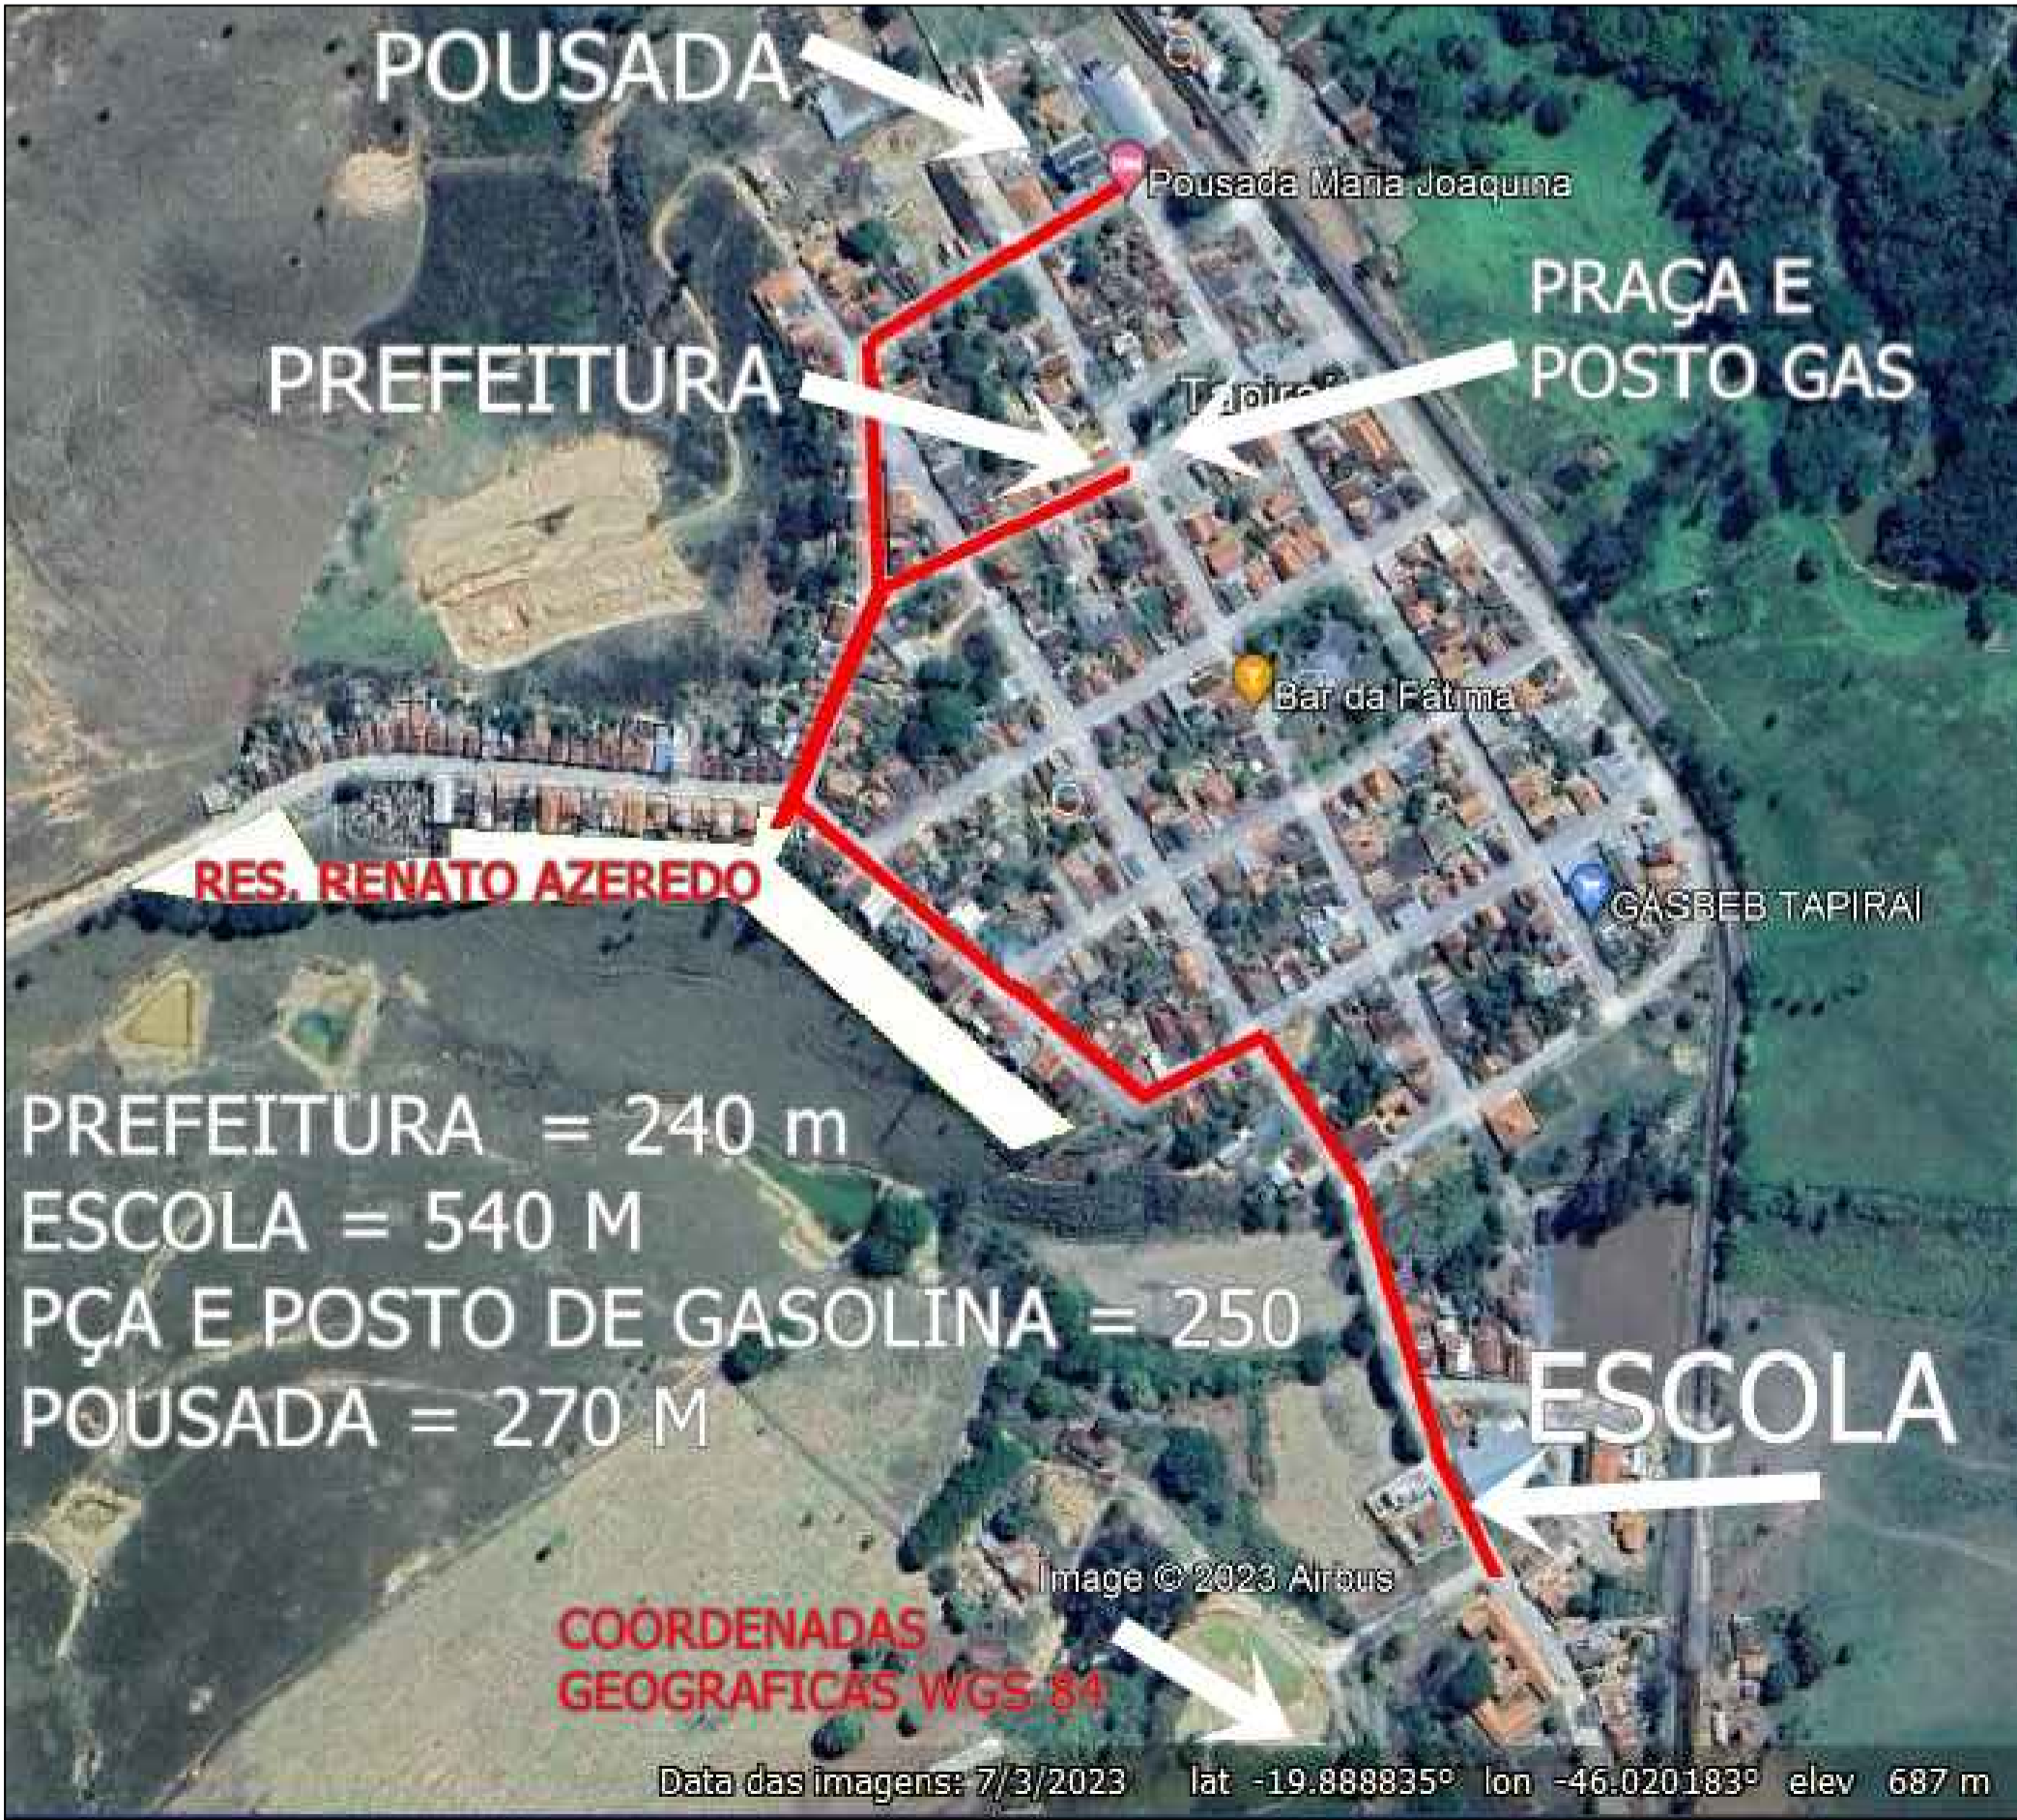 POUSADA
Pousada Maria Joaquina
PRAÇA E
POSTO GAS
PREFEITURA
Bar da Fátima
RES. RENATO AZEREDO
GASBEB TAPIRAÍ
PREFEITURA = 240 m
ESCOLA = 540 M
PÇA E POSTO DE GASOLINA = 250
POUSADA = 270 M
ESCOLA
Image © 2023 Airbus
COORDENADAS
GEOGRAFICAS WGS 84
Data das imagens: 7/3/2023 lat -19.888835º lon -46.020183º elev 687 m